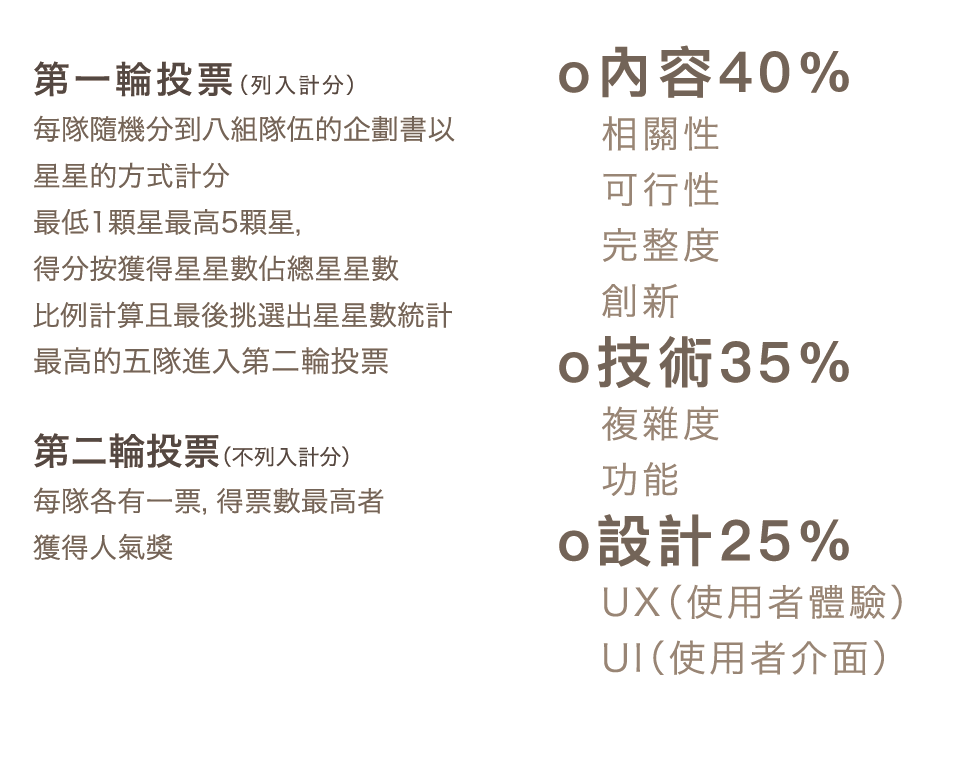 第一輪投票（列入計分）
每隊隨機分到八組隊伍的企劃書以
星星的方式計分
最低1顆星最高5顆星,
得分按獲得星星數佔總星星數
比例計算且最後挑選出星星數統計
最高的五隊進入第二輪投票
第二輪投票（不列入計分）
每隊各有一票, 得票數最高者
獲得人氣獎
o內容40%
相關性
可行性
完整度
創新
o技術35%
複雜度
功能
o設計25%
UX（使用者體驗）
UI（使用者介面）